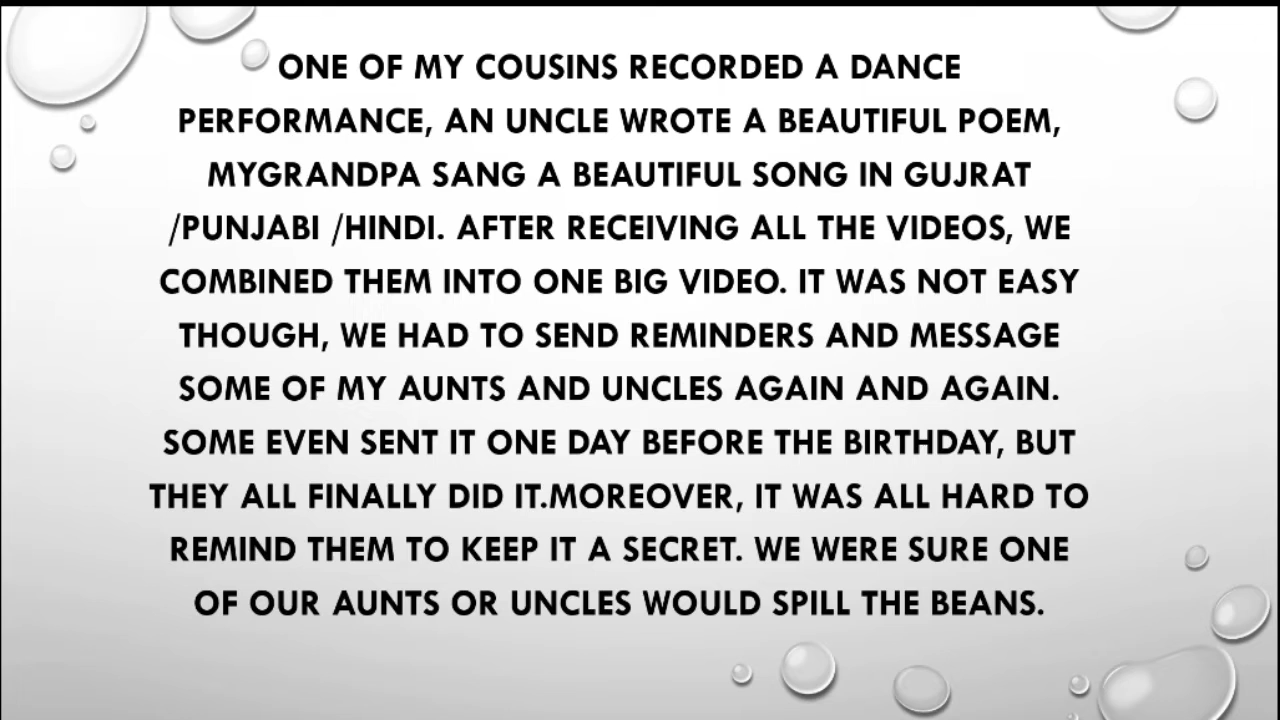 ONE OF MY COUSINS RECORDED A DANCE
PERFORMANCE, AN UNCLE WROTE A BEAUTIFUL POEM,
MYGRANDPA SANG A BEAUTIFUL SONG IN GUJRAT
/PUNJABI /HINDI. AFTER RECEIVING ALL THE VIDEOS, WE
COMBINED THEM INTO ONE BIG VIDEO. IT WAS NOT EASY
THOUGH, WE HAD TO SEND REMINDERS AND MESSAGE
SOME OF MY AUNTS AND UNCLES AGAIN AND AGAIN.
SOME EVEN SENT IT ONE DAY BEFORE THE BIRTHDAY, BUT
THEY ALL FINALLY DID IT.MOREOVER, IT WAS ALL HARD TO
REMIND THEM TO KEEP IT A SECRET. WE WERE SURE ONE
OF OUR AUNTS OR UNCLES WOULD SPILL THE BEANS.